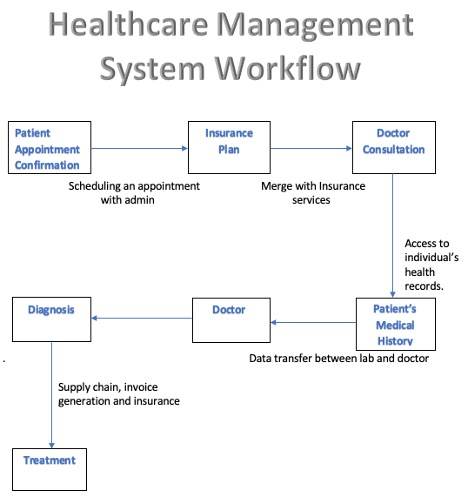 Healthcare Management
System Workflow
Patient
Appointment
Confirmation
Insurance
Plan
Doctor
Consultation
Scheduling an appointment
with admin
Merge with Insurance
services
Access to
individual's
health
records.
Diagnosis
Doctor
Patient's
Medical
History
.
Data transfer between lab and doctor
Supply chain, invoice
generation and insurance
Treatment